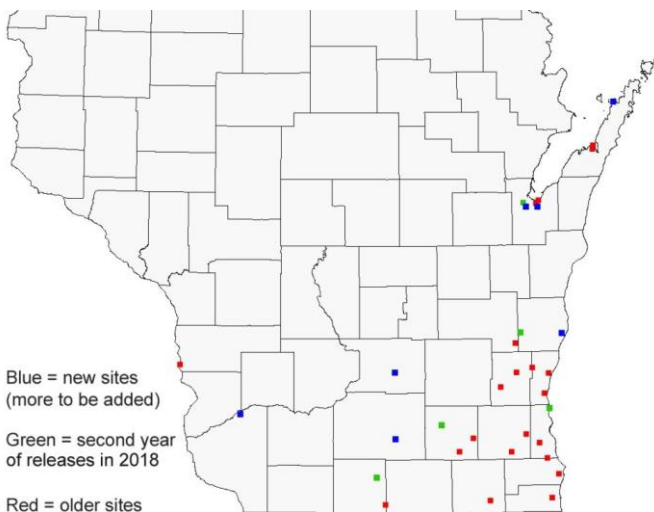 Blue = new sites
(more to be added)
Green = second year
of releases in 2018
Red = older sites